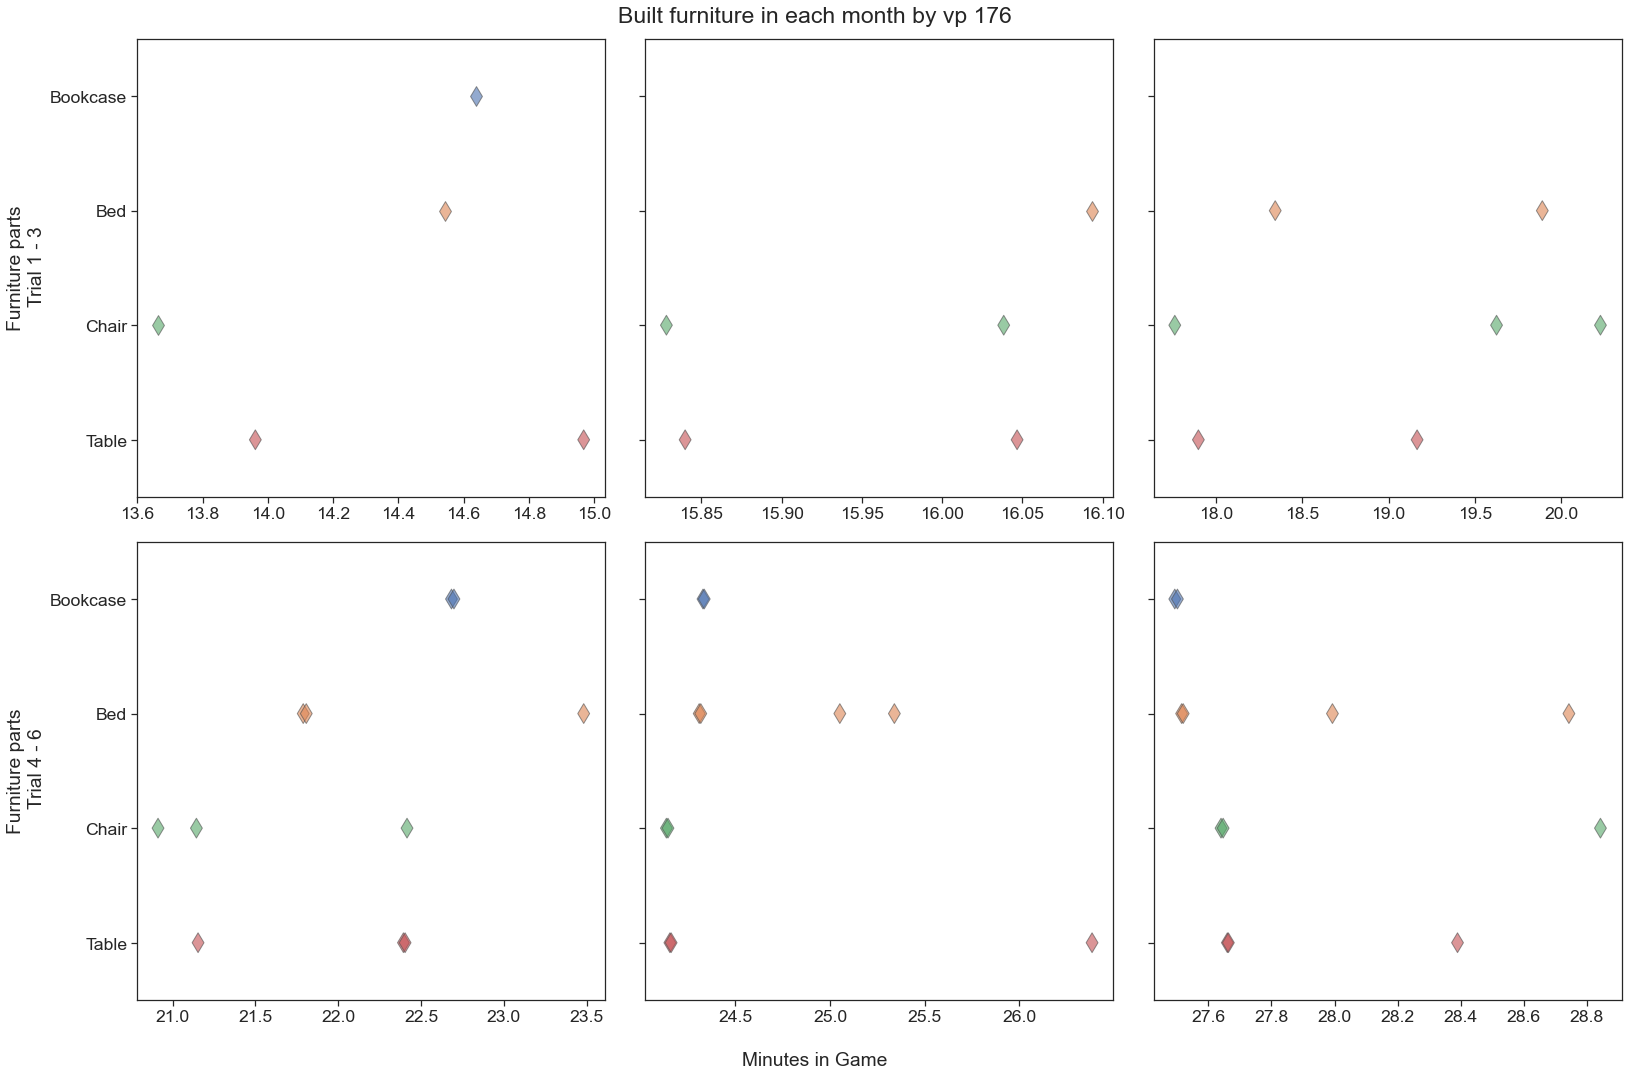 Built furniture in each month by vp 176
Furniture parts
Trial 1 - 3
Bookcase
Bed
Chair
Table
13.6 13.8 14.0 14.2 14.4 14.6 14.8 15.0
15.85 15.90 15.95 16.00 16.05 16.10
18.0 18.5 19.0 19.5 20.0
Furniture parts
Trial 4 - 6
Bookcase
Bed
Chair
Table
21.0 21.5 22.0 22.5 23.0 23.5
24.5 25.0 25.5 26.0
27.6 27.8 28.0 28.2 28.4 28.6 28.8
Minutes in Game